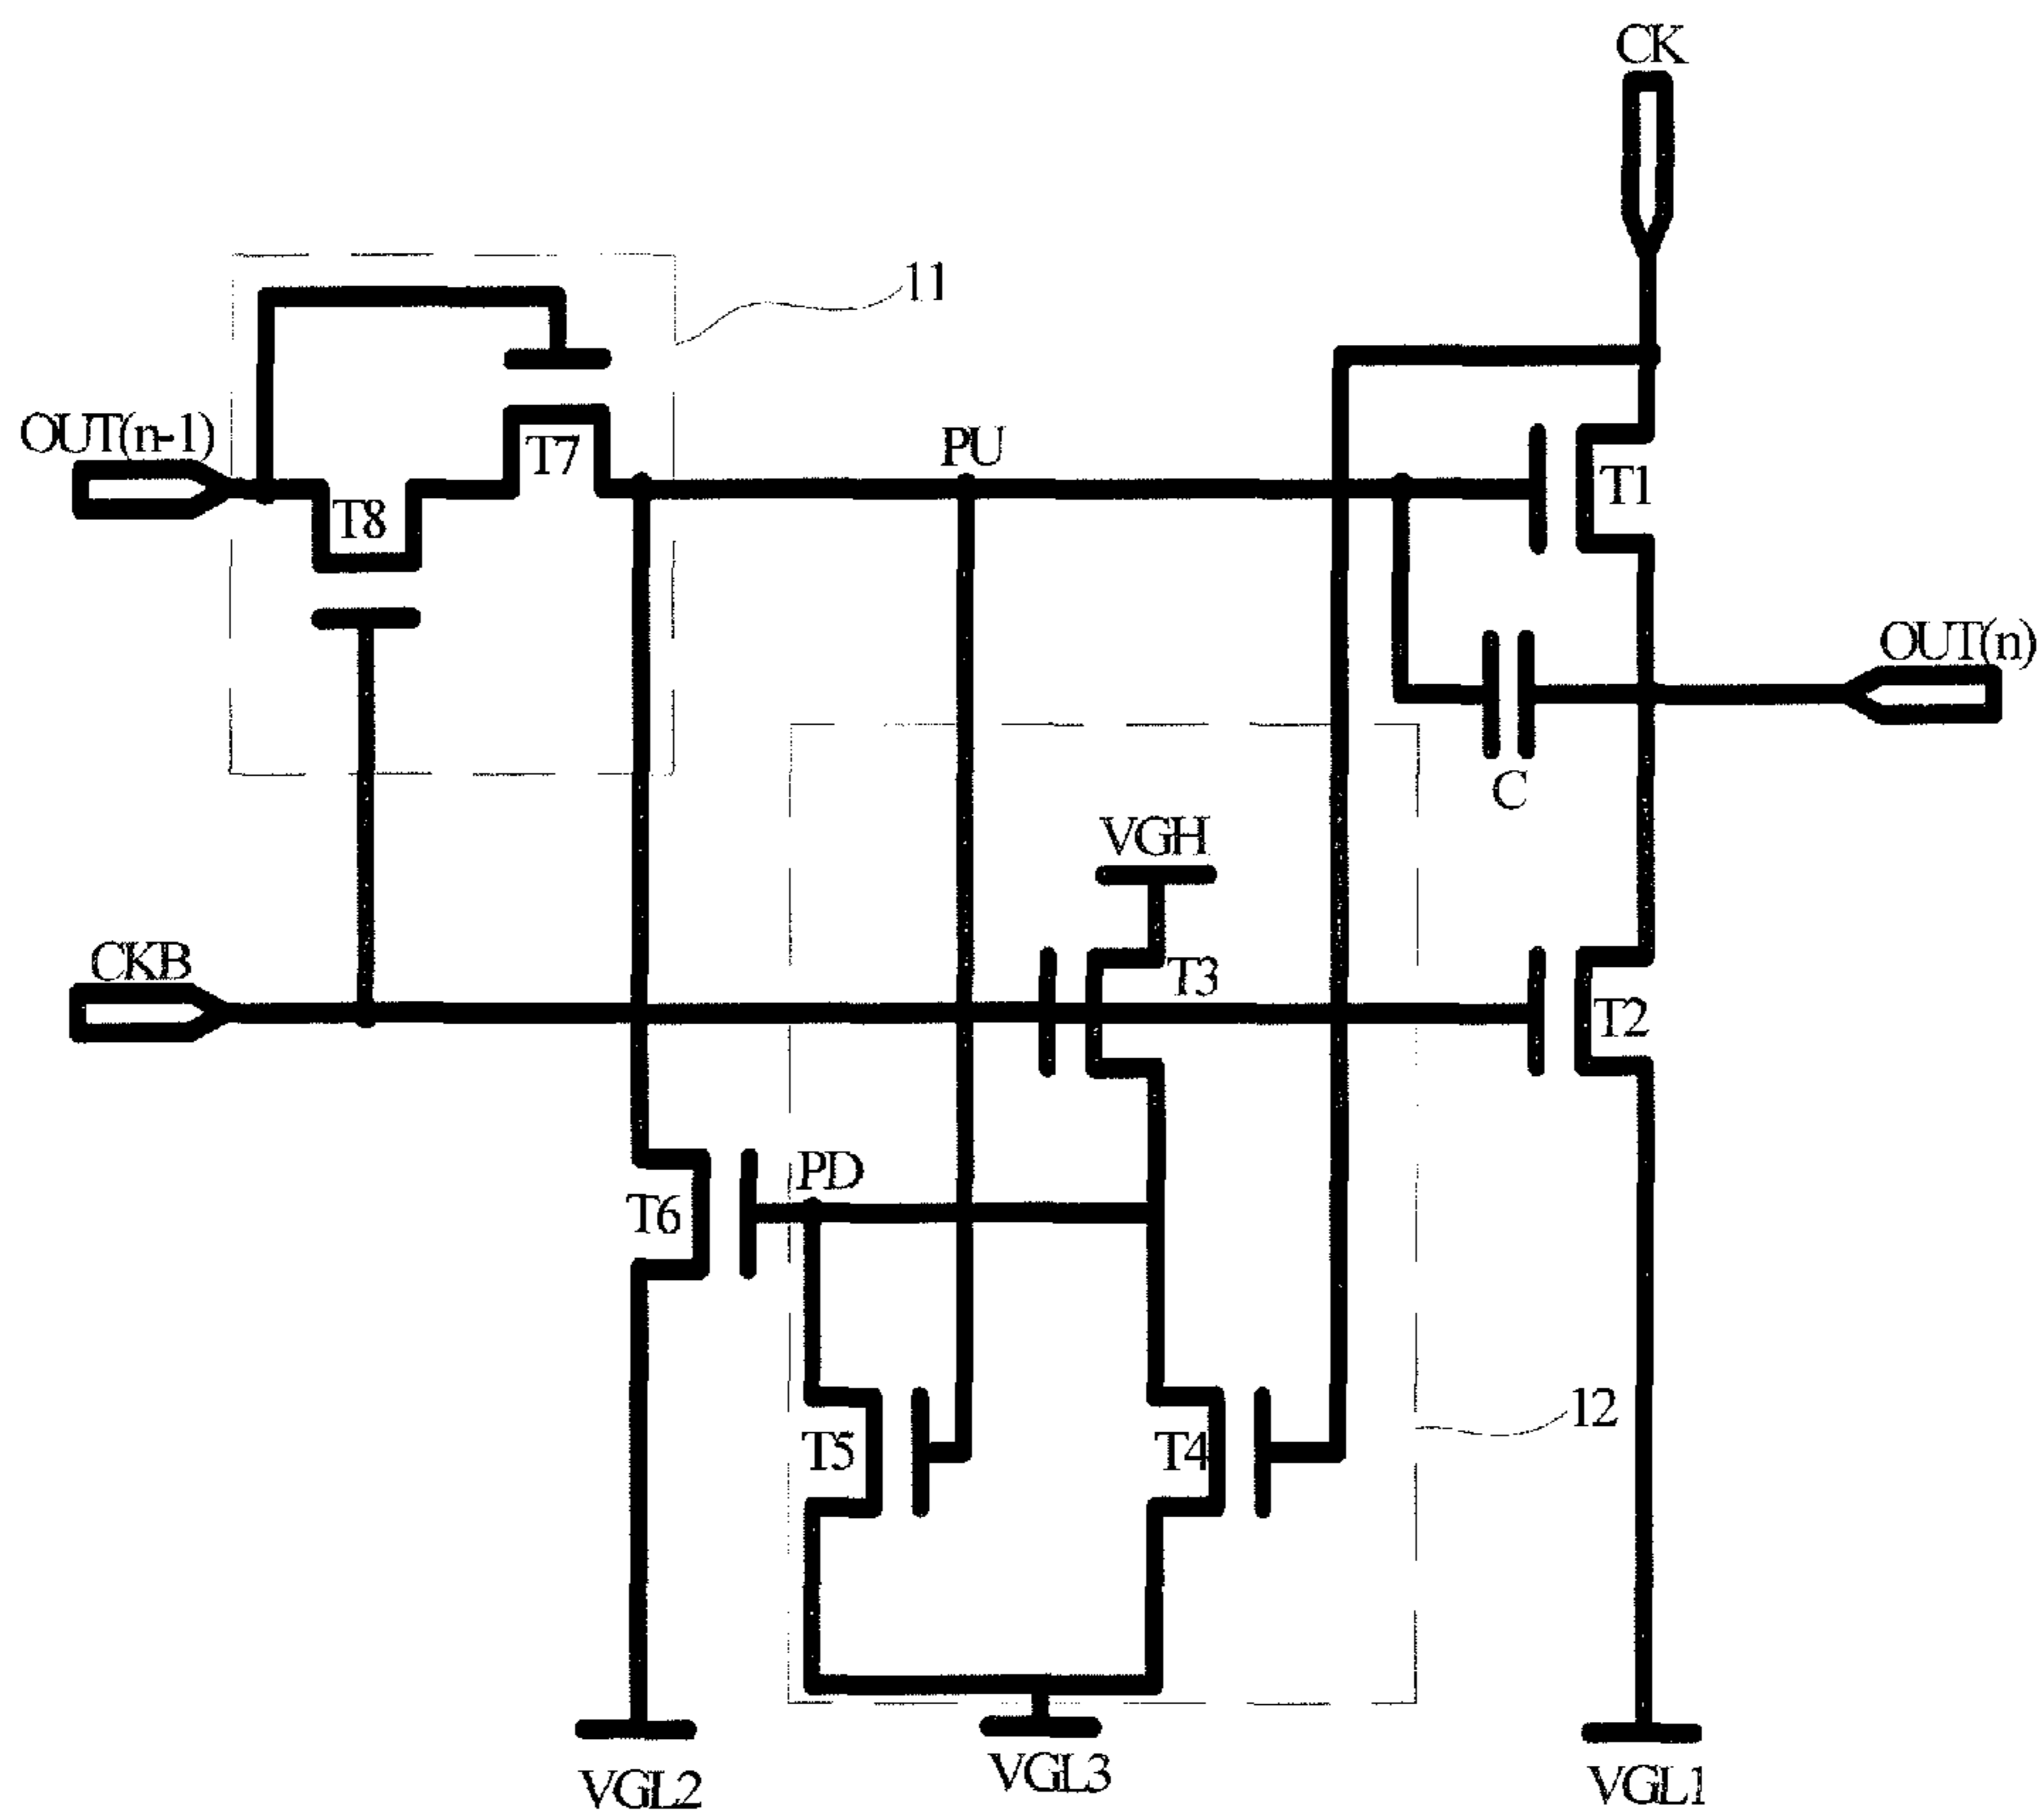 CK
11
OUT(n-1)
T7
PU
T1
T8
OUT(n)
C
VGH
CKB
T3
T2
PD
T6
12
T5
T4
VGL2
VGL3
VGL1